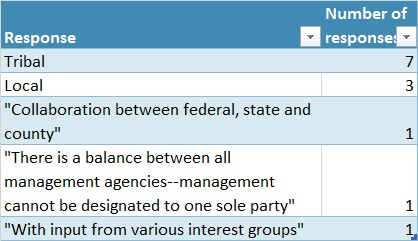 Response Number of responses
Tribal 7
Local 3
"Collaboration between federal, state and
county" 1
"There is a balance between all
management agencies--management
cannot be designated to one sole party" 1
"With input from various interest groups" 1